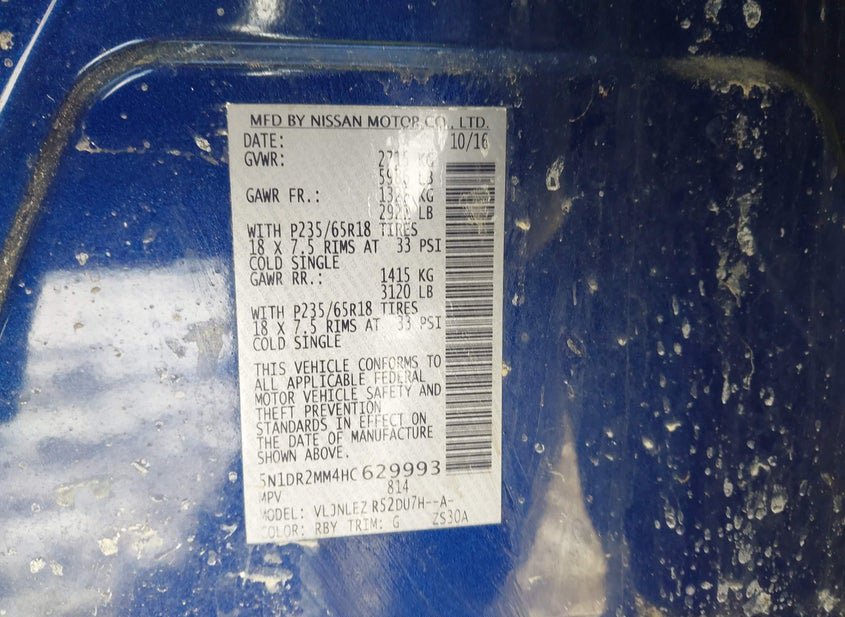 MFD BY NISSAN MOTOR CO., LTD.
DATE: 10/16
GVWR: KG
LB
GAWR FR.: KG
LB
WITH P235/65R18 TIRES
18 X 7.5 RIMS AT 33 PSI
COLD SINGLE
GAWR RR.: 1415 KG
3120 LB
WITH P235/65R18 TIRES
18 X 7.5 RIMS AT 33 PSI
COLD SINGLE
THIS VEHICLE CONFORMS TO
ALL APPLICABLE FEDERAL
MOTOR VEHICLE SAFETY AND
THEFT PREVENTION
STANDARDS IN EFFECT ON
THE DATE OF MANUFACTURE
SHOWN ABOVE.
5N1DR2MM4HC629993
MPV 814
MODEL: R52DU7H--A-
COLOR: RBY TRIM: G ZS30A